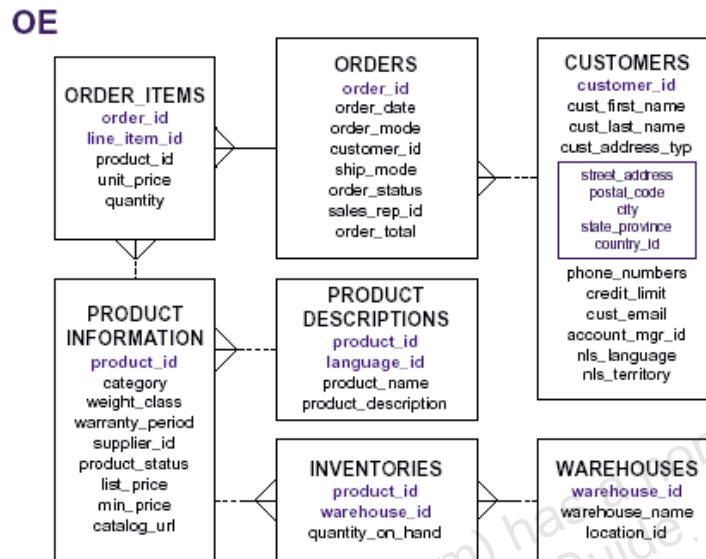 OE
ORDER_ITEMS
order_id
line_item_id
product_id
unit_price
quantity
ORDERS
order_id
order_date
order_mode
customer_id
ship_mode
order_status
sales_rep_id
order_total
CUSTOMERS
customer_id
cust_first_name
cust_last_name
cust_address_typ
street_address
postal_code
city
state_province
country_id
phone_numbers
credit_limit
cust_email
account_mgr_id
nls_language
nls_territory
PRODUCT
INFORMATION
product_id
category
weight_class
warranty_period
supplier_id
product_status
list_price
min_price
catalog_url
PRODUCT
DESCRIPTIONS
product_id
language_id
product_name
product_description
INVENTORIES
product_id
warehouse_id
quantity_on_hand
WAREHOUSES
warehouse_id
warehouse_name
location_id
) has a